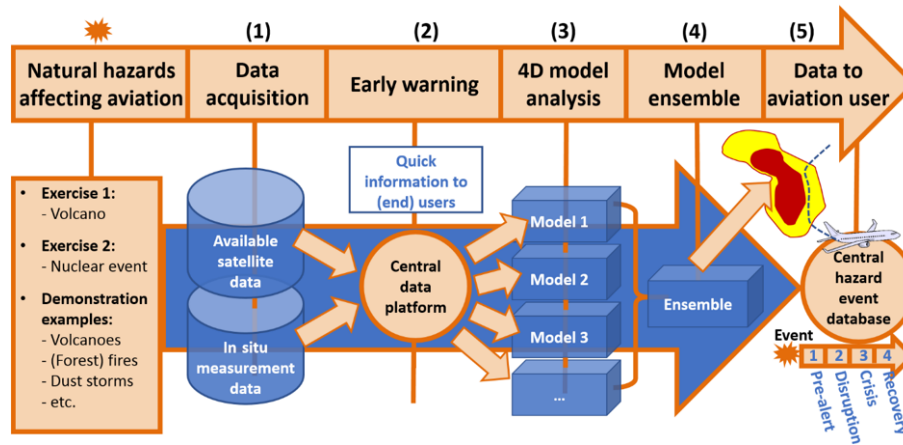 (1)
(2)
(3)
(4)
(5)
Natural hazards
affecting aviation
Data
acquisition
Early warning
4D model
analysis
Model
ensemble
Data to
aviation user
• Exercise 1:
- Volcano
• Exercise 2:
- Nuclear event
• Demonstration
examples:
- Volcanoes
- (Forest) fires
- Dust storms
- etc.
Available
satellite
data
In situ
measurement
data
Quick
information to
(end) users
Central
data
platform
Model 1
Model 2
Model 3
...
Ensemble
Central
hazard
event
database
Event
1
2
3
4
Pre-alert
Disruption
Crisis
Recovery